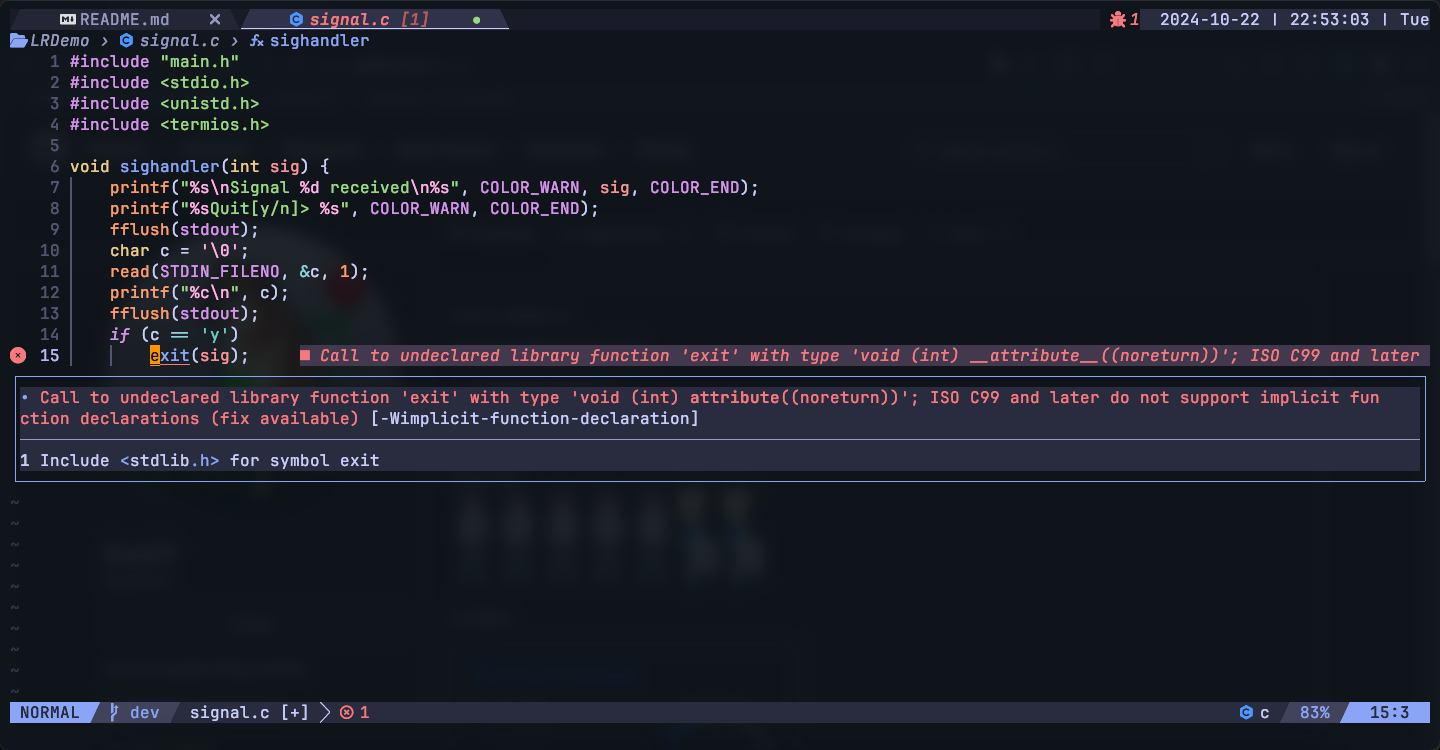 README.md ✕ signal.c [1] ● 1 2024-10-22 | 22:53:03 | Tue
LRDemo › signal.c › sighandler
1 #include "main.h"
2 #include <stdio.h>
3 #include <unistd.h>
4 #include <termios.h>
5
6 void sighandler(int sig) {
7 printf("%s\nSignal %d received\n%s", COLOR_WARN, sig, COLOR_END);
8 printf("%sQuit[y/n]> %s", COLOR_WARN, COLOR_END);
9 fflush(stdout);
10 char c = '\0';
11 read(STDIN_FILENO, &c, 1);
12 printf("%c\n", c);
13 fflush(stdout);
14 if (c == 'y')
15 exit(sig); ■ Call to undeclared library function 'exit' with type 'void (int) __attribute__((noreturn))'; ISO C99 and later
• Call to undeclared library function 'exit' with type 'void (int) attribute((noreturn))'; ISO C99 and later do not support implicit fun
ction declarations (fix available) [-Wimplicit-function-declaration]
1 Include <stdlib.h> for symbol exit
~
~
~
~
~
~
~
~
~
~
NORMAL dev signal.c [+] 1 c 83% 15:3